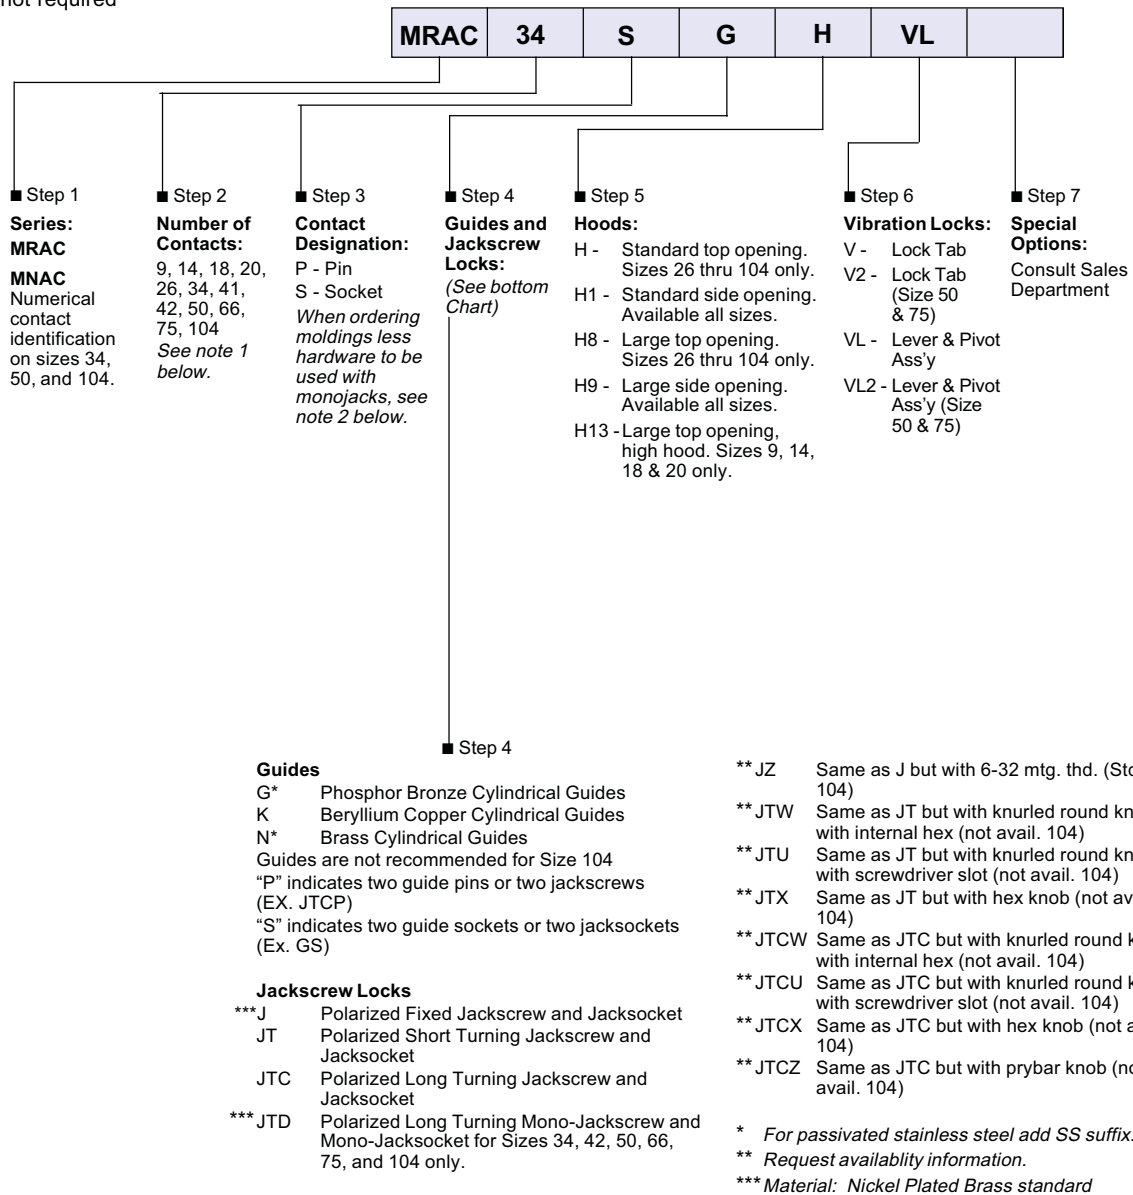 not required
MRAC 34 S G H VL
■ Step 1
Series:
MRAC
MNAC
Numerical
contact
identification
on sizes 34,
50, and 104.
■ Step 2
Number of
Contacts:
9, 14, 18, 20,
26, 34, 41,
42, 50, 66,
75, 104
See note 1
below.
■ Step 3
Contact
Designation:
P - Pin
S - Socket
When ordering
moldings less
hardware to be
used with
monojacks, see
note 2 below.
■ Step 4
Guides and
Jackscrew
Locks:
(See bottom
Chart)
■ Step 5
Hoods:
H - Standard top opening.
Sizes 26 thru 104 only.
H1 - Standard side opening.
Available all sizes.
H8 - Large top opening.
Sizes 26 thru 104 only.
H9 - Large side opening.
Available all sizes.
H13 - Large top opening,
high hood. Sizes 9, 14,
18 & 20 only.
■ Step 6
Vibration Locks:
V - Lock Tab
V2 - Lock Tab
(Size 50
& 75)
VL - Lever & Pivot
Ass'y
VL2 - Lever & Pivot
Ass'y (Size
50 & 75)
■ Step 7
Special
Options:
Consult Sales
Department
■ Step 4
Guides
G* Phosphor Bronze Cylindrical Guides
K Beryllium Copper Cylindrical Guides
N* Brass Cylindrical Guides
Guides are not recommended for Size 104
“P” indicates two guide pins or two jackscrews
(EX. JTCP)
“S” indicates two guide sockets or two jacksockets
(Ex. GS)
Jackscrew Locks
***J Polarized Fixed Jackscrew and Jacksocket
JT Polarized Short Turning Jackscrew and
Jacksocket
JTC Polarized Long Turning Jackscrew and
Jacksocket
***JTD Polarized Long Turning Mono-Jackscrew and
Mono-Jacksocket for Sizes 34, 42, 50, 66,
75, and 104 only.
**JZ Same as J but with 6-32 mtg. thd.
104)
**JTW Same as JT but with knurled round
with internal hex (not avail. 104)
**JTU Same as JT but with knurled round
with screwdriver slot (not avail. 104)
**JTX Same as JT but with hex knob (not
104)
**JTCW Same as JTC but with knurled round
with internal hex (not avail. 104)
**JTCU Same as JTC but with knurled round
with screwdriver slot (not avail. 104)
**JTCX Same as JTC but with hex knob (not
104)
**JTCZ Same as JTC but with prybar knob
avail. 104)
* For passivated stainless steel add SS suffix.
** Request availablity information.
*** Material: Nickel Plated Brass standard